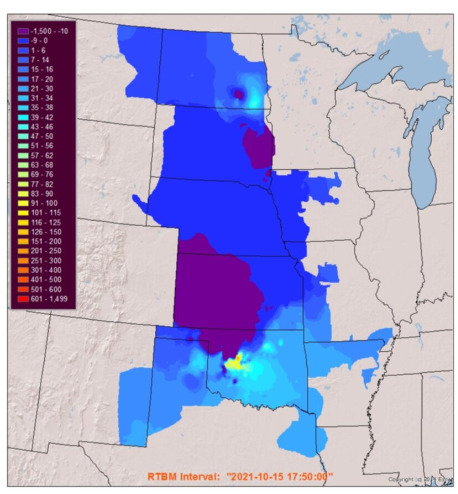 -1,500 - -10
-9 - 0
1 - 6
7 - 14
15 - 16
17 - 20
21 - 30
31 - 34
35 - 38
39 - 42
43 - 46
47 - 50
51 - 56
57 - 62
63 - 68
69 - 76
77 - 82
83 - 90
91 - 100
101 - 115
116 - 125
126 - 150
151 - 200
201 - 250
251 - 300
301 - 400
401 - 500
501 - 600
601 - 1,499
RTBM Interval: "2021-10-15 17:50:00"
Copyright (c)